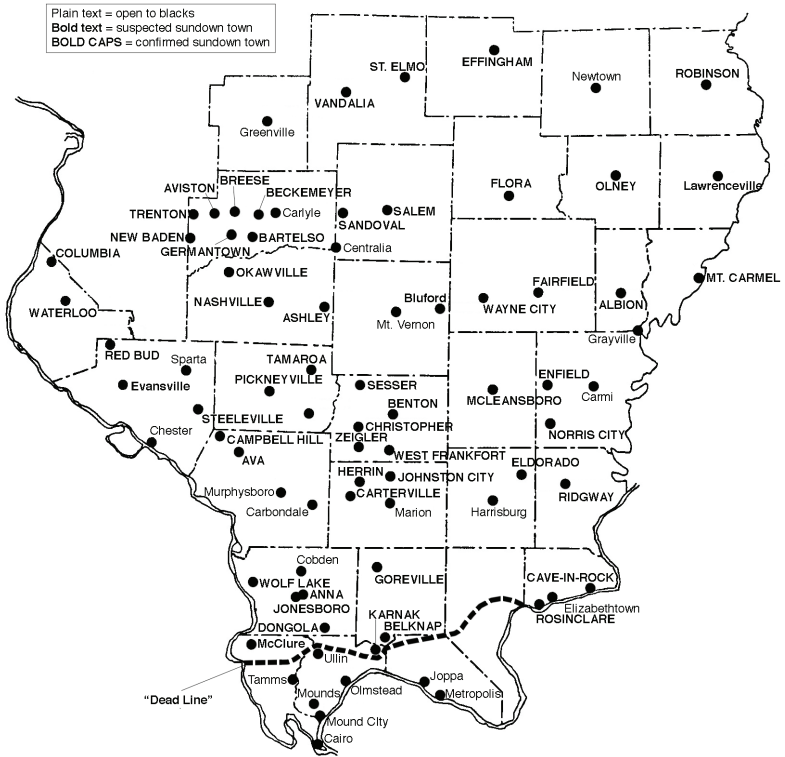 Plain text = open to blacks
Bold text = suspected sundown town
BOLD CAPS = confirmed sundown town
EFFINGHAM
ST. ELMO
ROBINSON
Newtown
VANDALIA
Greenville
BREESE
AVISTON
BECKEMEYER
FLORA
OLNEY
Lawrenceville
TRENTON
Carlyle
SALEM
SANDOVAL
NEW BADEN
BARTELSO
GERMANTOWN
Centralia
COLUMBIA
OKAWVILLE
MT. CARMEL
FAIRFIELD
NASHVILLE
Bluford
WAYNE CITY
ALBION
WATERLOO
ASHLEY
Mt. Vernon
Grayville
RED BUD
Sparta
TAMAROA
ENFIELD
PICKNEYVILLE
Evansville
SESSER
MCLEANSBORO
Carmi
BENTON
STEELEVILLE
CHRISTOPHER
Chester
CAMPBELL HILL
ZEIGLER
NORRIS CITY
AVA
WEST FRANKFORT
ELDORADO
HERRIN
JOHNSTON CITY
Murphysboro
CARTERVILLE
RIDGWAY
Carbondale
Marion
Harrisburg
Cobden
WOLF LAKE
GOREVILLE
CAVE-IN-ROCK
ANNA
JONESBORO
Elizabethtown
KARNAK
ROSINCLARE
DONGOLA
BELKNAP
McClure
Ullin
Tamms
Joppa
"Dead Line"
Mounds
Olmstead
Metropolis
Mound CIty
Cairo